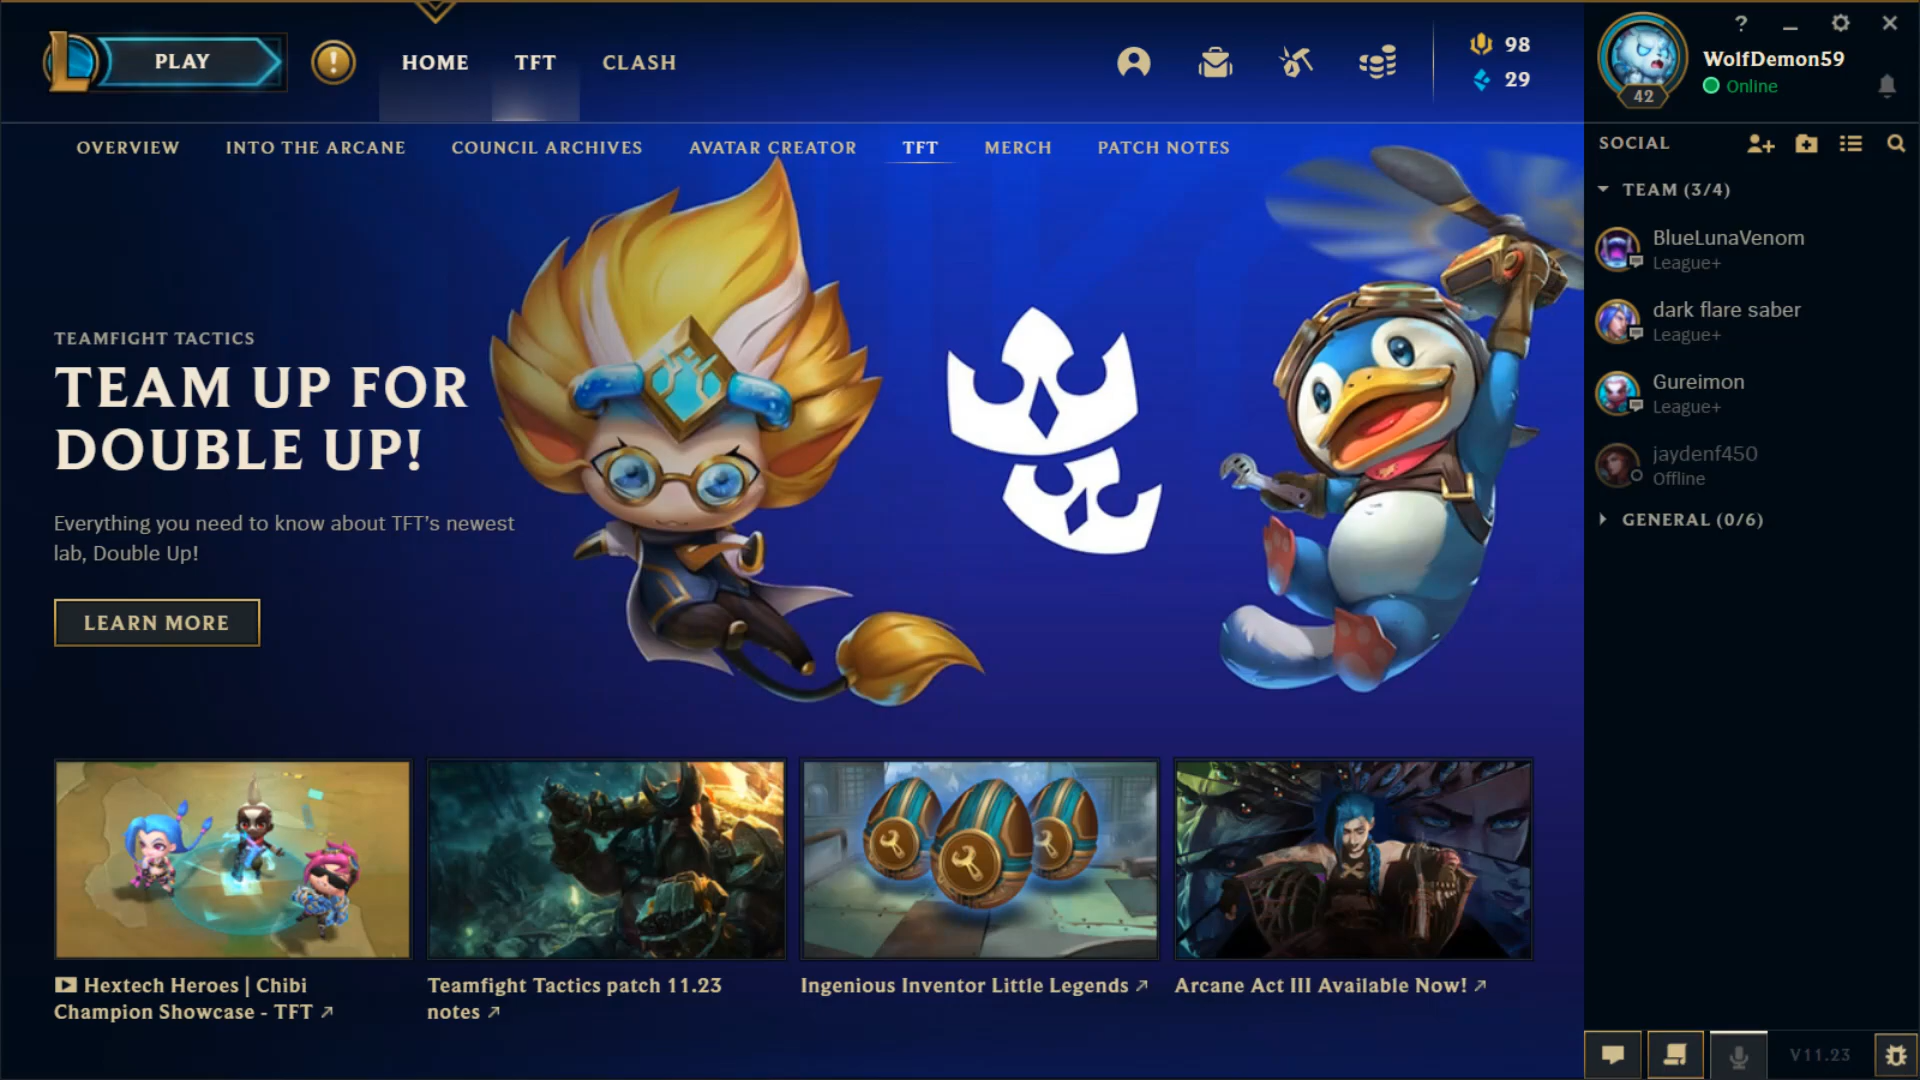 PLAY
HOME
TFT
CLASH
98
29
?
WolfDemon59
Online
42
OVERVIEW
INTO THE ARCANE
COUNCIL ARCHIVES
AVATAR CREATOR
TFT
MERCH
PATCH NOTES
SOCIAL
TEAM (3/4)
BlueLunaVenom
League+
dark flare saber
League+
Gureimon
League+
jaydenf450
Offline
GENERAL (0/6)
TEAMFIGHT TACTICS
TEAM UP FOR
DOUBLE UP!
Everything you need to know about TFT's newest
lab, Double Up!
LEARN MORE
Hextech Heroes | Chibi
Champion Showcase - TFT
Teamfight Tactics patch 11.23
notes
Ingenious Inventor Little Legends
Arcane Act III Available Now!
V11.23